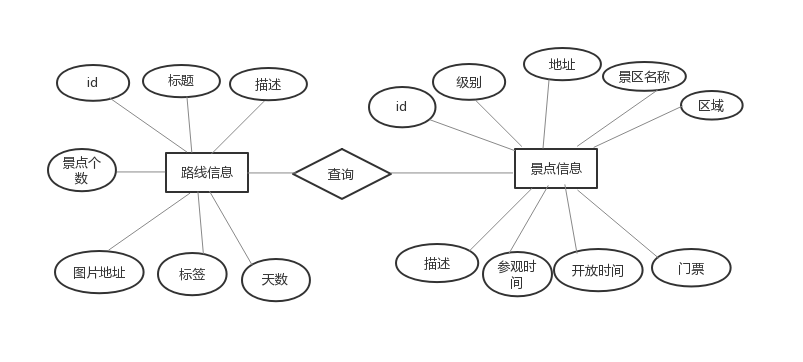 id
标题
描述
景点个
数
路线信息
图片地址
标签
天数
查询
id
级别
地址
景区名称
区域
景点信息
描述
参观时
间
开放时间
门票